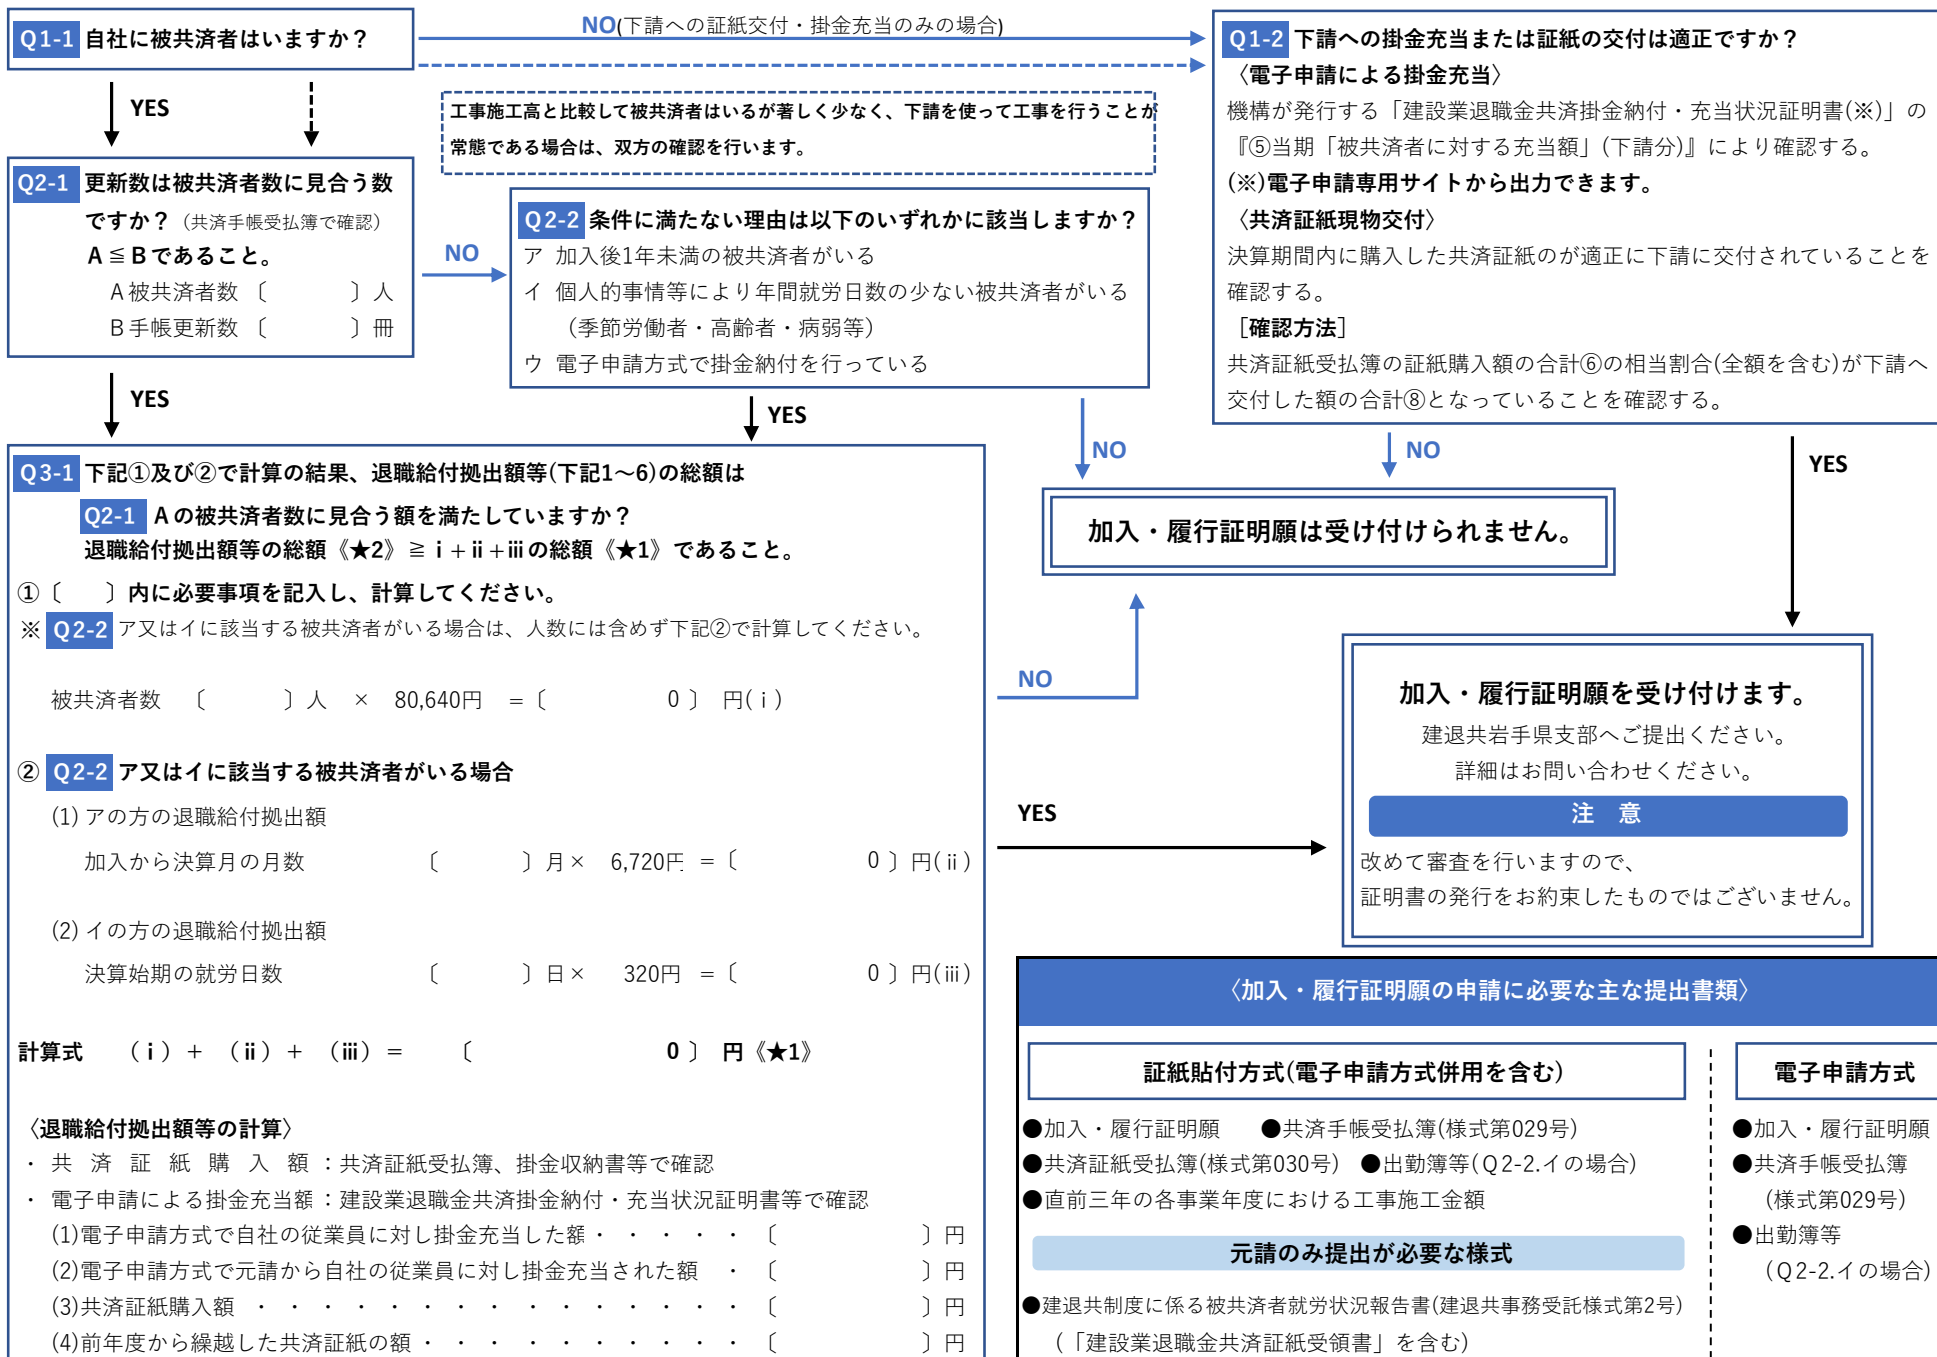 Q1-1 自社に被共済者はいますか？
NO(下請への証紙交付・掛金充当のみの場合)
YES
工事施工高と比較して被共済者はいるが著しく少なく、下請を使って工事を行うことが
常態である場合は、双方の確認を行います。
Q1-2 下請への掛金充当または証紙の交付は適正ですか？
〈電子申請による掛金充当〉
機構が発行する「建設業退職金共済掛金納付・充当状況証明書(※)」の
『⑤当期「被共済者に対する充当額」(下請分)』により確認する。
(※)電子申請専用サイトから出力できます。
〈共済証紙現物交付〉
決算期間内に購入した共済証紙のが適正に下請に交付されていることを
確認する。
［確認方法］
共済証紙受払簿の証紙購入額の合計⑥の相当割合(全額を含む)が下請へ
交付した額の合計⑧となっていることを確認する。
Q2-1 更新数は被共済者数に見合う数
ですか？（共済手帳受払簿で確認）
A≦Bであること。
A被共済者数〔　　　〕人
B手帳更新数〔　　　〕冊
NO
Q2-2 条件に満たない理由は以下のいずれかに該当しますか？
ア 加入後1年未満の被共済者がいる
イ 個人的事情等により年間就労日数の少ない被共済者がいる
（季節労働者・高齢者・病弱等）
ウ 電子申請方式で掛金納付を行っている
YES
YES
NO
NO
YES
加入・履行証明願は受け付けられません。
Q3-1 下記①及び②で計算の結果、退職給付拠出額等(下記1～6)の総額は
Q2-1 Aの被共済者数に見合う額を満たしていますか？
退職給付拠出額等の総額《★2》≧ⅰ+ⅱ+ⅲの総額《★1》であること。
①〔　　〕内に必要事項を記入し、計算してください。
※ Q2-2 ア又はイに該当する被共済者がいる場合は、人数には含めず下記②で計算してください。
被共済者数 〔　　　〕人 × 80,640円 =〔　　　0 〕 円(ⅰ)
② Q2-2 ア又はイに該当する被共済者がいる場合
(1) アの方の退職給付拠出額
加入から決算月の月数 〔　　　〕月× 6,720円 =〔　　　0 〕円(ⅱ)
(2) イの方の退職給付拠出額
決算始期の就労日数 〔　　　〕日× 320円 =〔　　　0 〕円(ⅲ)
計算式 （ⅰ）+ （ⅱ）+ （ⅲ）= 〔　　　0 〕 円《★1》
〈退職給付拠出額等の計算〉
・ 共済証紙購入額：共済証紙受払簿、掛金収納書等で確認
・ 電子申請による掛金充当額：建設業退職金共済掛金納付・充当状況証明書等で確認
(1)電子申請方式で自社の従業員に対し掛金充当した額・・・・・〔　　　〕円
(2)電子申請方式で元請から自社の従業員に対し掛金充当された額 ・〔　　　〕円
(3)共済証紙購入額 ・・・・・・・・・・・・・・・〔　　　〕円
(4)前年度から繰越した共済証紙の額・・・・・・・・・・〔　　　〕円
NO
YES
加入・履行証明願を受け付けます。
建退共岩手県支部へご提出ください。
詳細はお問い合わせください。
注　意
改めて審査を行いますので、
証明書の発行をお約束したものではございません。
〈加入・履行証明願の申請に必要な主な提出書類〉
証紙貼付方式(電子申請方式併用を含む)
●加入・履行証明願 ●共済手帳受払簿(様式第029号)
●共済証紙受払簿(様式第030号) ●出勤簿等(Q2-2.イの場合)
●直前三年の各事業年度における工事施工金額
元請のみ提出が必要な様式
●建退共制度に係る被共済者就労状況報告書(建退共事務受託様式第2号)
（「建設業退職金共済証紙受領書」を含む）
電子申請方式
●加入・履行証明願
●共済手帳受払簿
(様式第029号)
●出勤簿等
（Q2-2.イの場合）